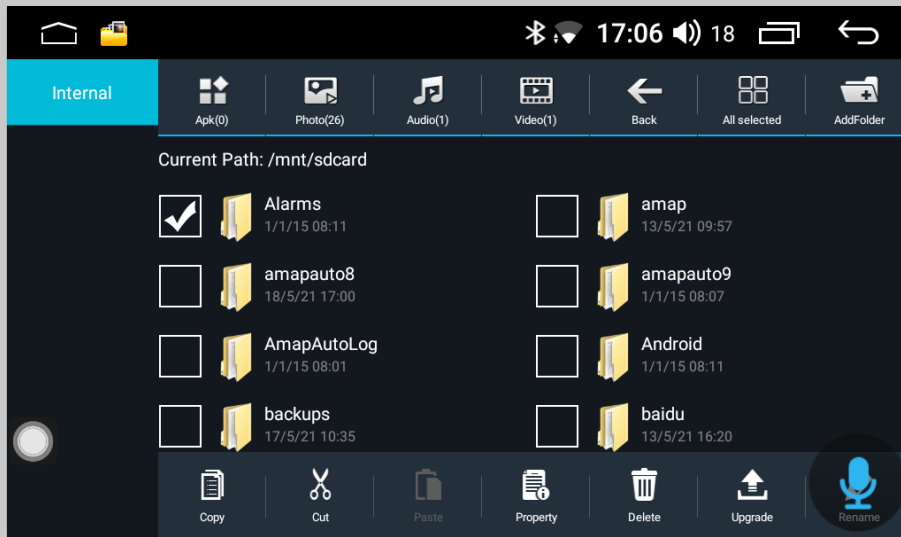 17:06 18
Internal
Apk(0) Photo(26) Audio(1) Video(1) Back All selected AddFolder
Current Path: /mnt/sdcard
Alarms amap
1/1/15 08:11 13/5/21 09:57
amapauto8 amapauto9
18/5/21 17:00 1/1/15 08:07
AmapAutoLog Android
1/1/15 08:01 1/1/15 08:11
backups baidu
17/5/21 10:35 13/5/21 16:20
Copy Cut Paste Property Delete Upgrade Rename